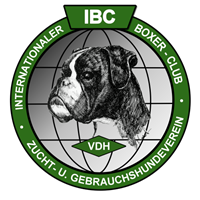 IBC
INTERNATIONALER BOXER-CLUB
VDH
ZUCHT- U. GEBRAUCHSHUNDEVEREIN